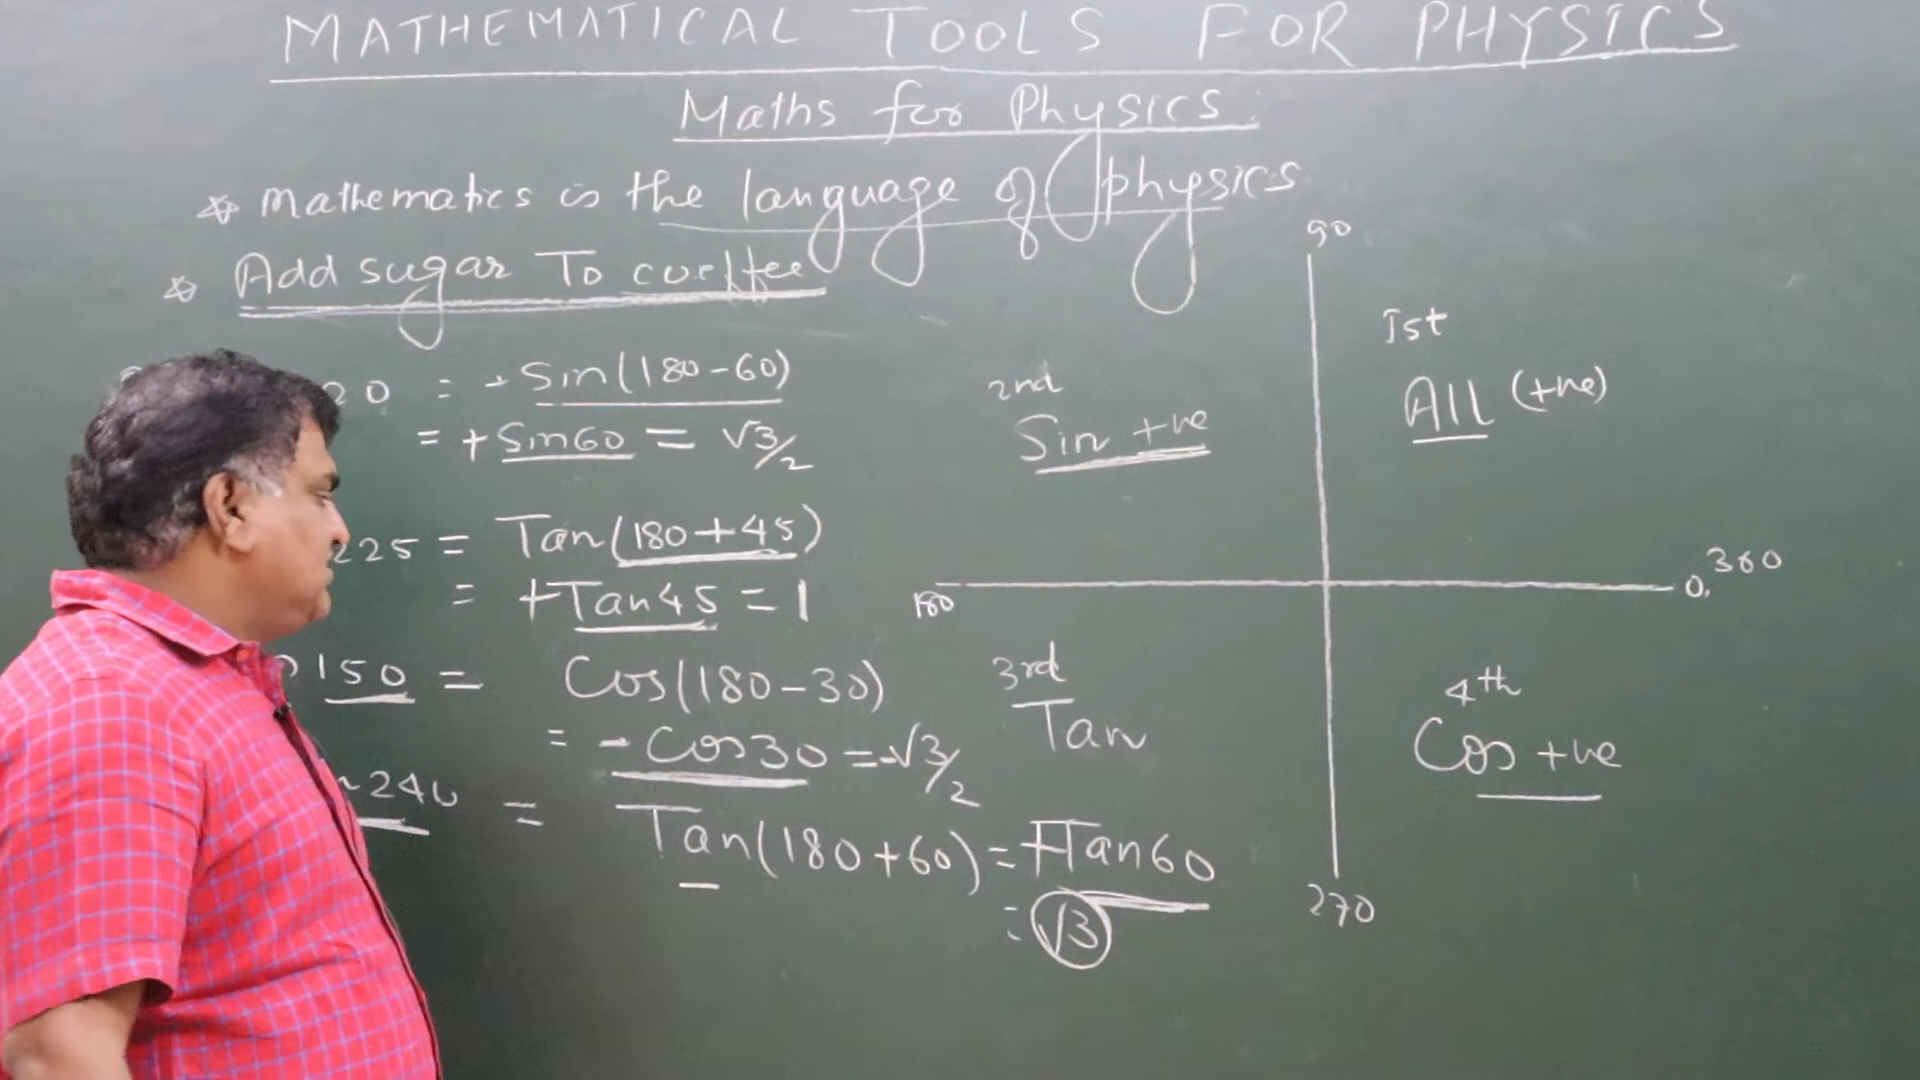 MATHEMATICAL TOOLS FOR PHYSICS
Maths for Physics.
* Mathematics is the language of physics
* Add sugar To coffee
20 = + Sin(180-60)
= + Sin60 = √3/2
225 = Tan(180+45)
= +Tan45 = 1
150 = Cos(180-30)
= - Cos30 = -√3/2
240 = Tan(180+60) = +Tan60
= √3
90
Ist
All (+ve)
2nd
Sin +ve
180
0, 360
3rd
Tan
4th
Cos +ve
270